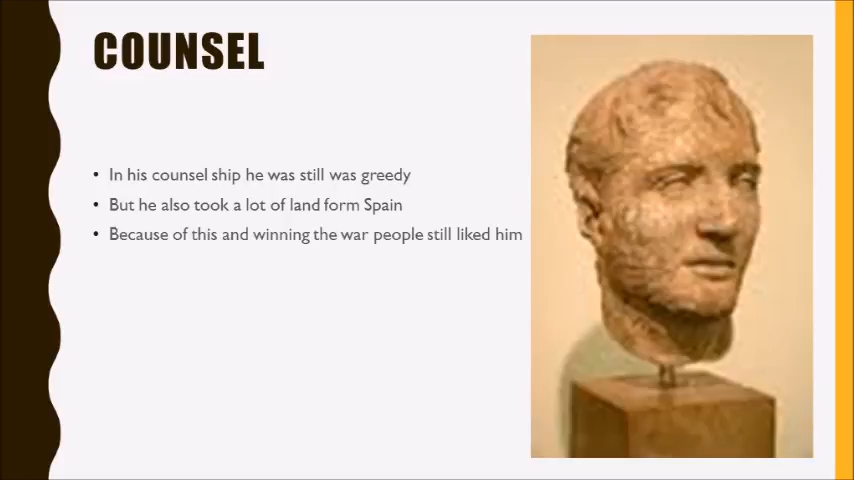 COUNSEL
• In his counsel ship he was still was greedy
• But he also took a lot of land form Spain
• Because of this and winning the war people still liked him